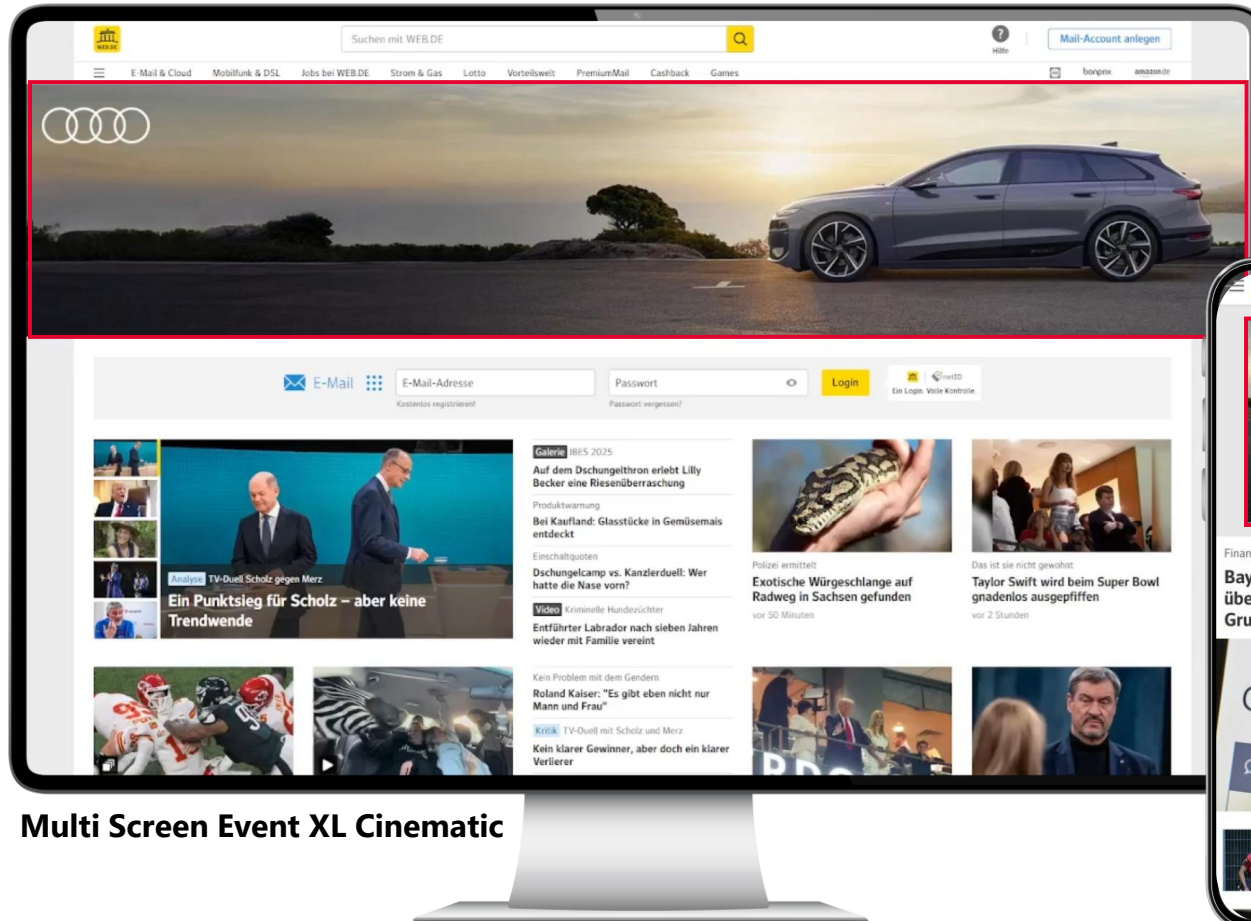 WEB.DE
Suchen mit WEB.DE
?
Hilfe
Mail-Account anlegen
E-Mail & Cloud Mobilfunk & DSL Jobs bei WEB.DE Strom & Gas Lotto Vorteilswelt PremiumMail Cashback Games
bonprix amazon.de
E-Mail
E-Mail-Adresse
Passwort
Login
netID
Ein Login. Volle Kontrolle.
Kostenlos registrieren!
Passwort vergessen?
Analyse TV-Duell Scholz gegen Merz
Ein Punktsieg für Scholz – aber keine
Trendwende
Galerie IBES 2025
Auf dem Dschungelthron erlebt Lilly
Becker eine Riesenüberraschung
Produktwarnung
Bei Kaufland: Glasstücke in Gemüsemais
entdeckt
Einschaltquoten
Dschungelcamp vs. Kanzlerduell: Wer
hatte die Nase vorn?
Video Kriminelle Hundezüchter
Entführter Labrador nach sieben Jahren
wieder mit Familie vereint
Polizei ermittelt
Exotische Würgeschlange auf
Radweg in Sachsen gefunden
vor 50 Minuten
Das ist sie nicht gewohnt
Taylor Swift wird beim Super Bowl
gnadenlos ausgepfiffen
vor 2 Stunden
Kein Problem mit dem Gendern
Roland Kaiser: "Es gibt eben nicht nur
Mann und Frau"
Kritik TV-Duell mit Scholz und Merz
Kein klarer Gewinner, aber doch ein klarer
Verlierer
Finan
Bay
übe
Gru
Multi Screen Event XL Cinematic